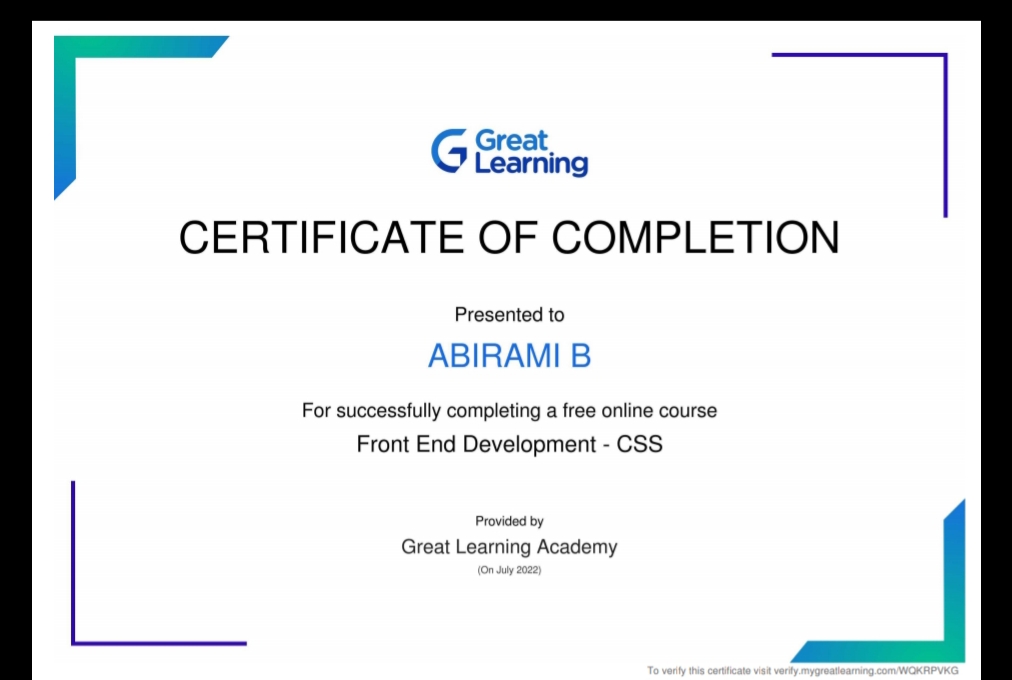 Great
Learning
CERTIFICATE OF COMPLETION
Presented to
ABIRAMI B
For successfully completing a free online course
Front End Development - CSS
Provided by
Great Learning Academy
(On July 2022)
To verify this certificate visit verify.mygreatlearning.com/WQKRPVKG